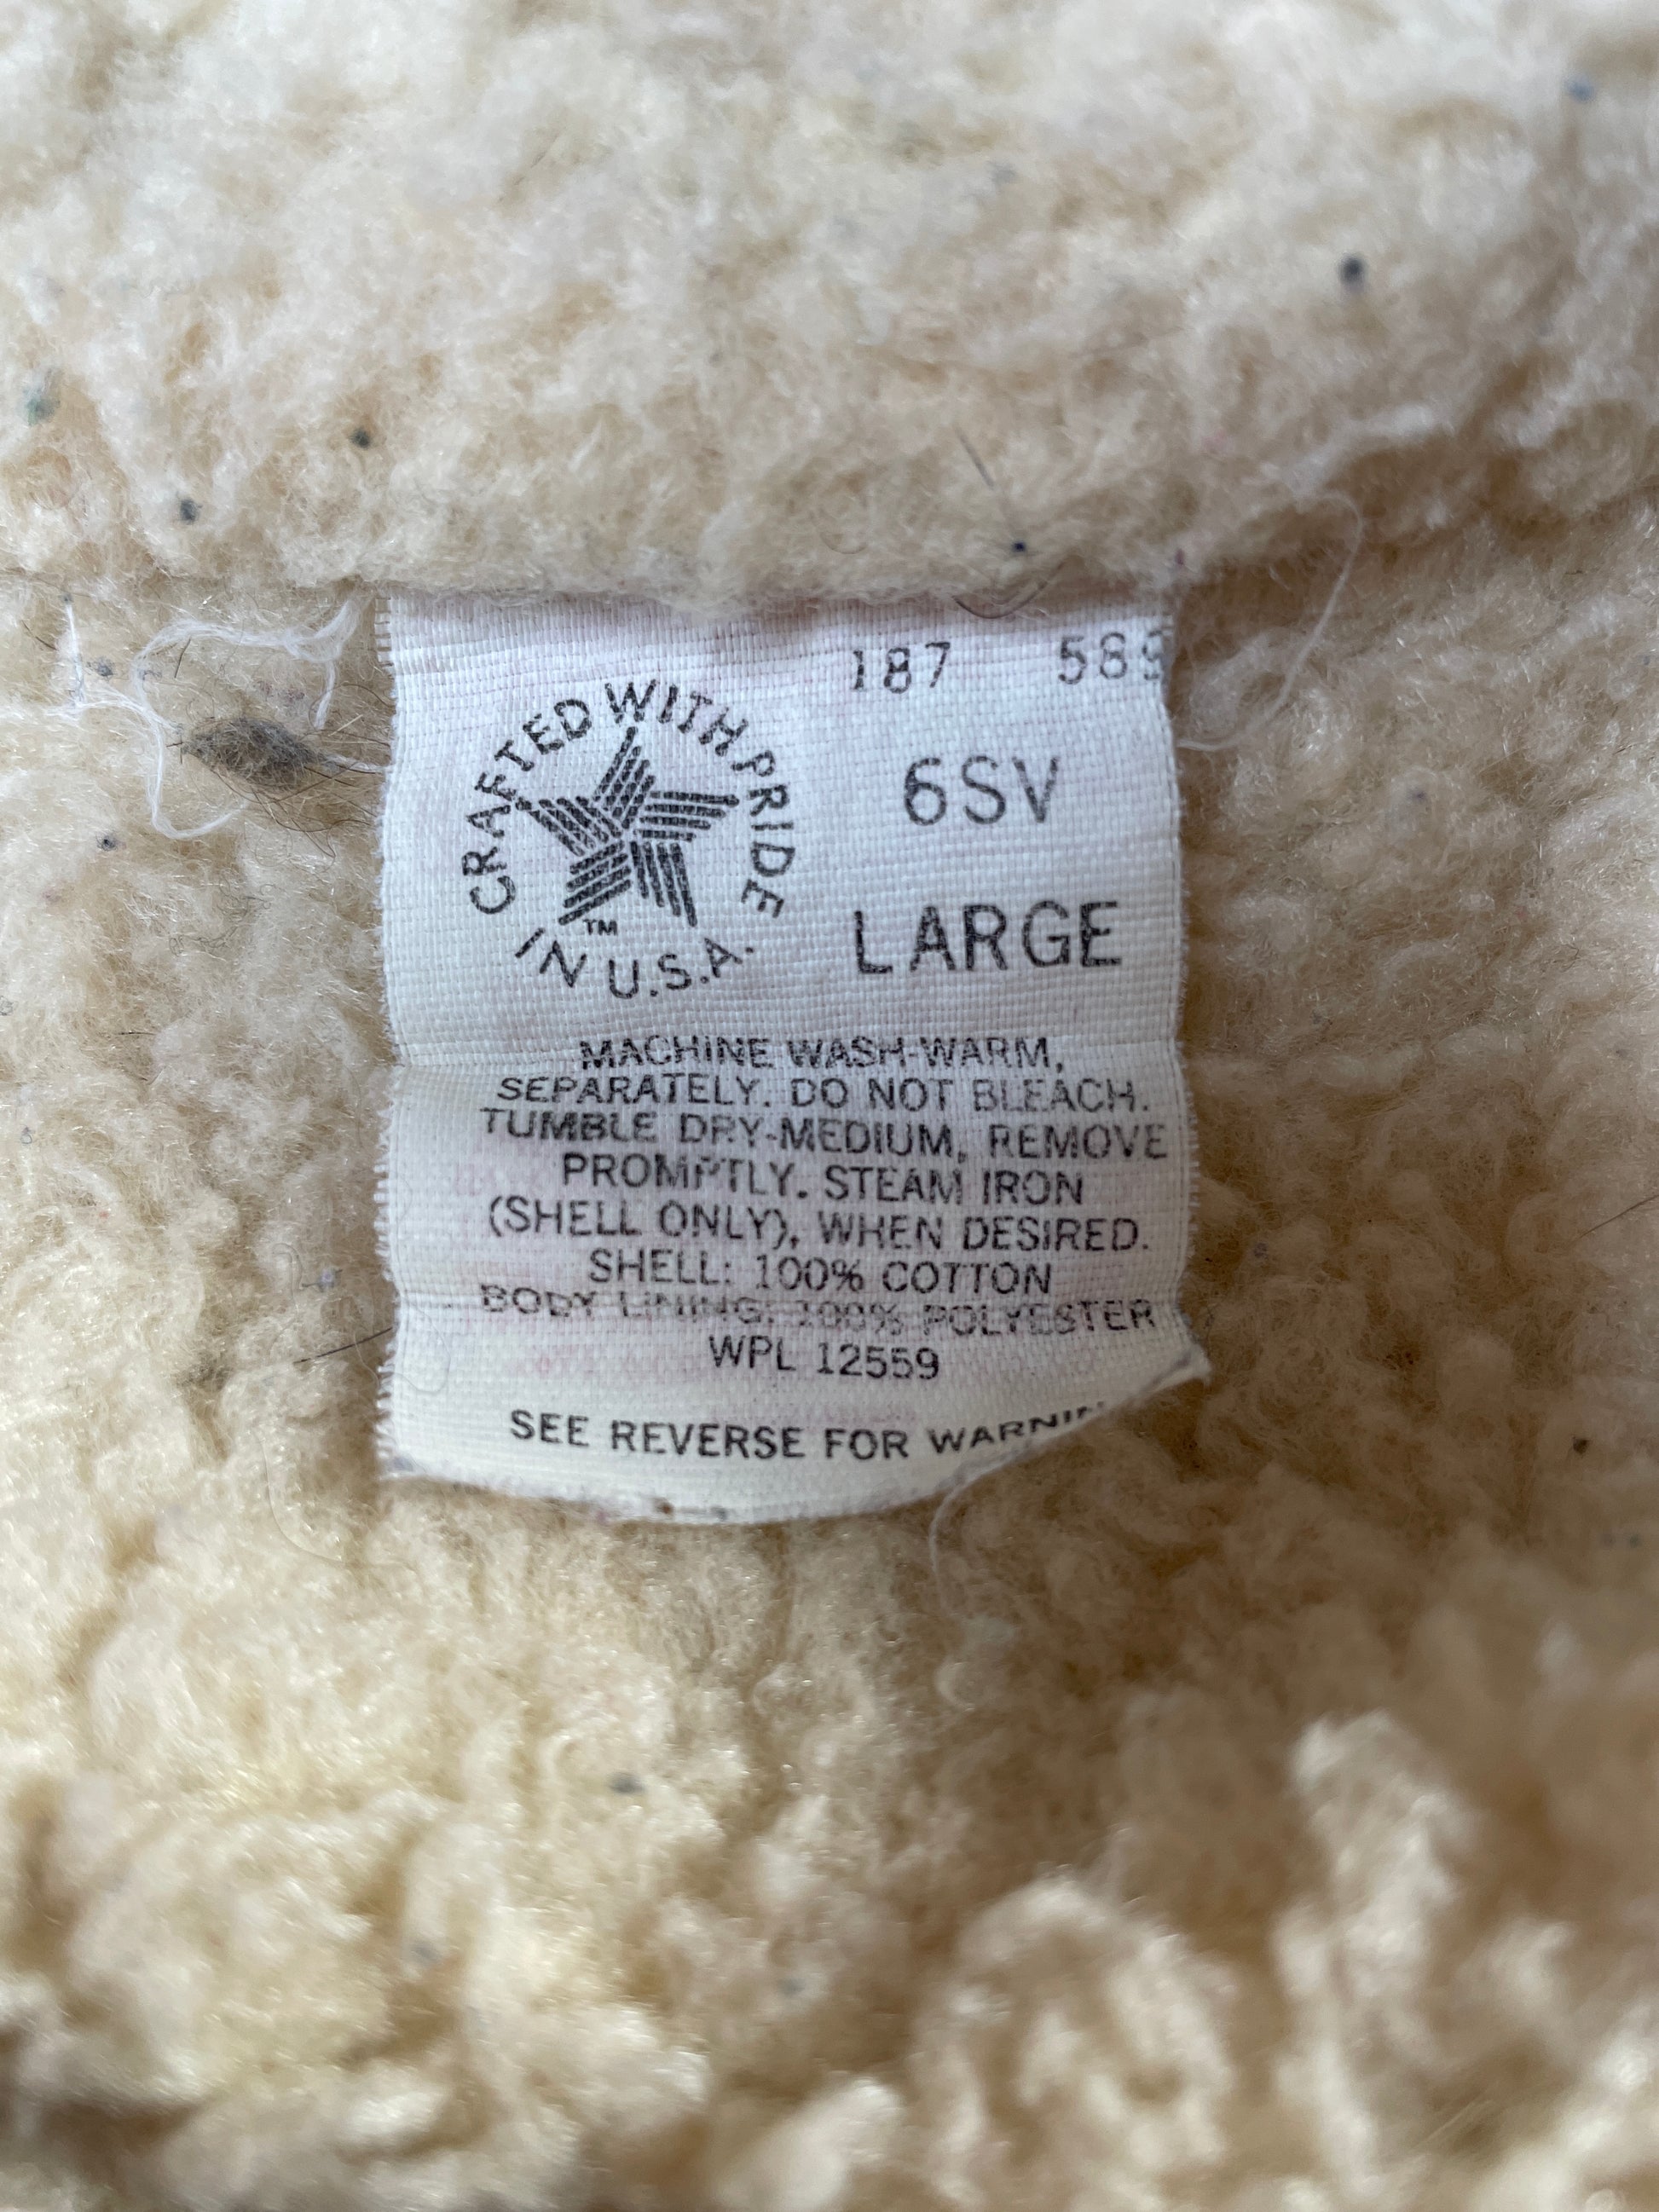 187 589
CRAFTED WITH PRIDE
IN U.S.A.
TM
6SV
LARGE
MACHINE WASH-WARM,
SEPARATELY. DO NOT BLEACH.
TUMBLE DRY-MEDIUM, REMOVE
PROMPTLY. STEAM IRON
(SHELL ONLY), WHEN DESIRED.
SHELL: 100% COTTON
BODY LINING: 100% POLYESTER
WPL 12559
SEE REVERSE FOR WARNIN